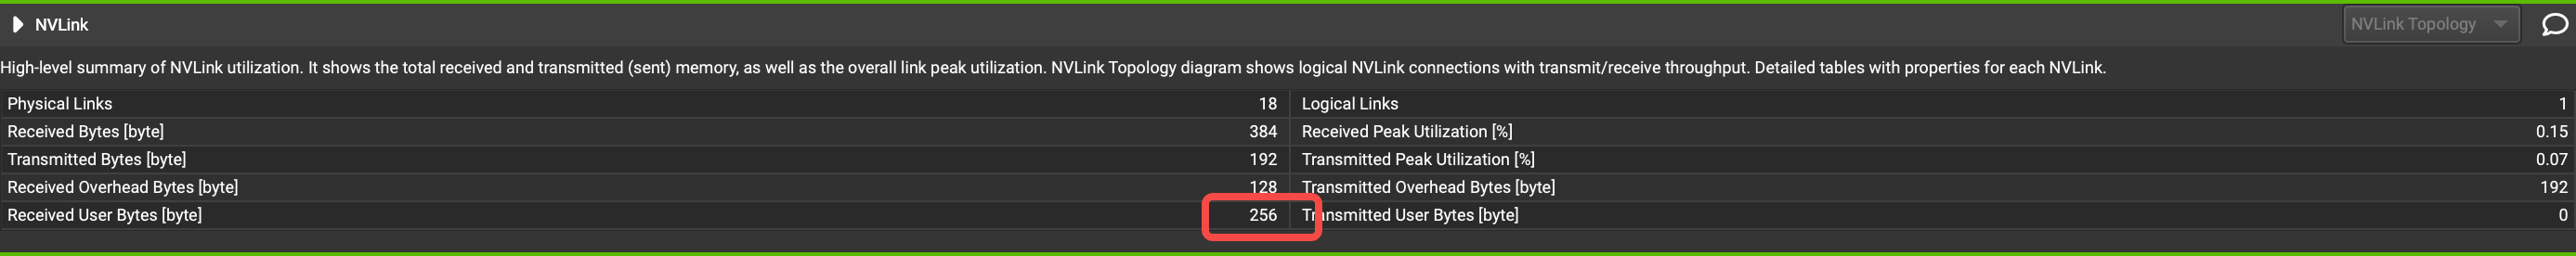 NVLink
NVLink Topology
High-level summary of NVLink utilization. It shows the total received and transmitted (sent) memory, as well as the overall link peak utilization. NVLink Topology diagram shows logical NVLink connections with transmit/receive throughput. Detailed tables with properties for each NVLink.
Physical Links 18 Logical Links 1
Received Bytes [byte] 384 Received Peak Utilization [%] 0.15
Transmitted Bytes [byte] 192 Transmitted Peak Utilization [%] 0.07
Received Overhead Bytes [byte] 128 Transmitted Overhead Bytes [byte] 192
Received User Bytes [byte] 256 Transmitted User Bytes [byte] 0